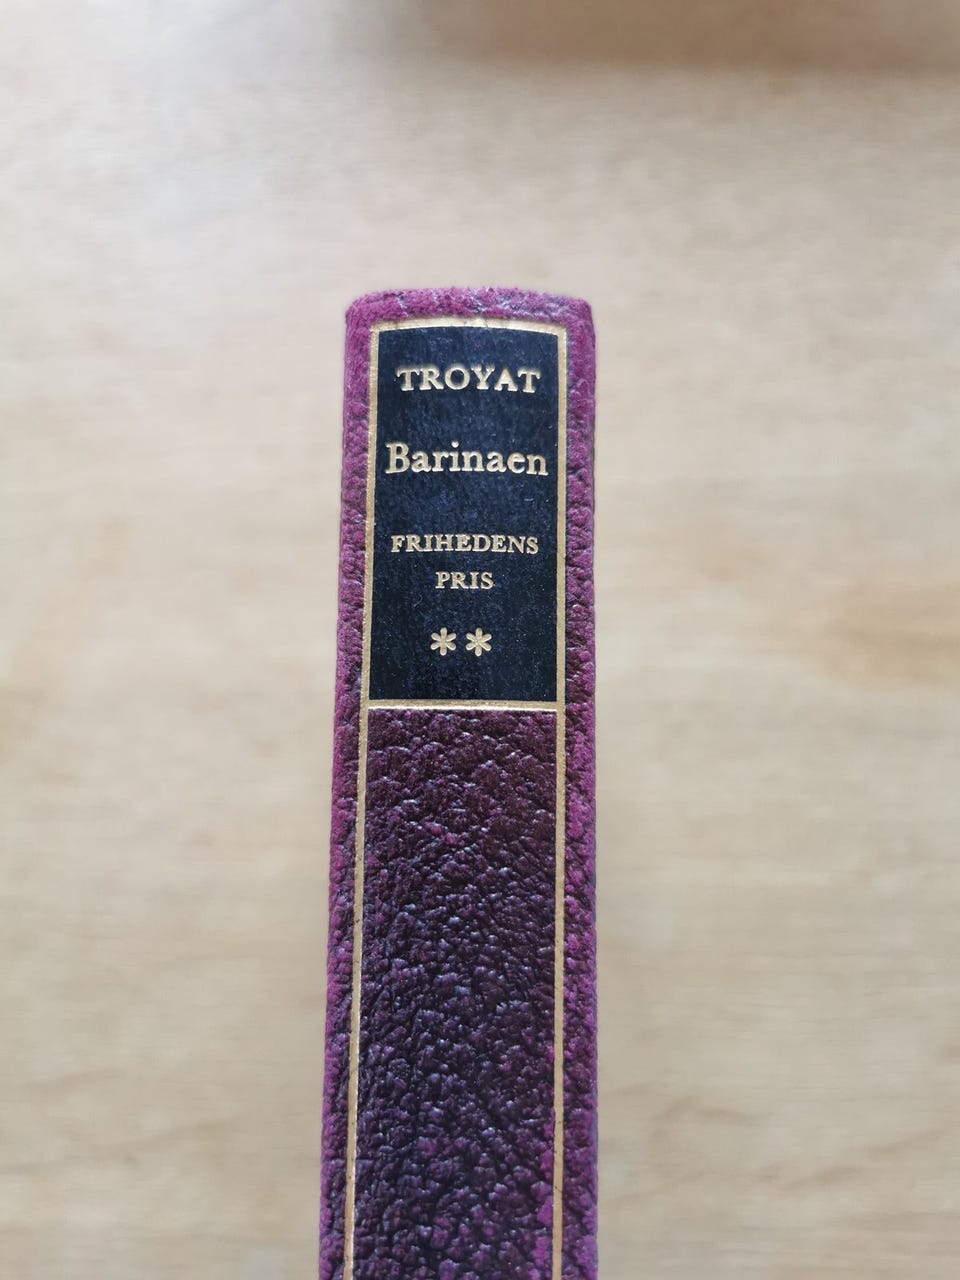 TROYAT
Barinaen
FRIHEDENS
PRIS
**